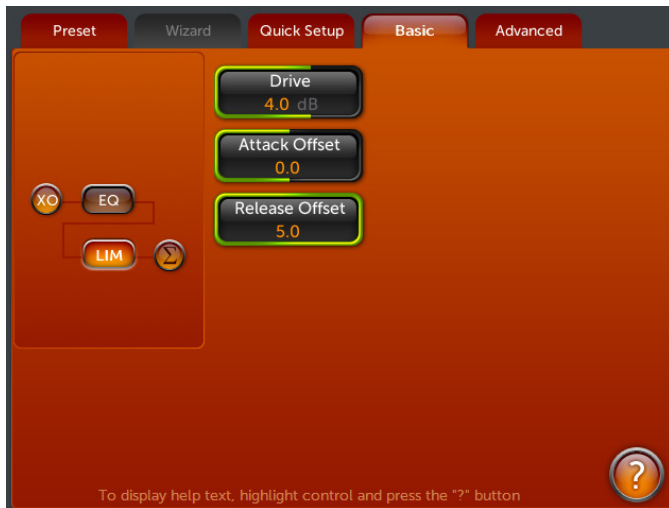 Preset
Wizard
Quick Setup
Basic
Advanced
Drive
4.0 dB
Attack Offset
0.0
XO
EQ
Release Offset
5.0
LIM
Σ
?
To display help text, highlight control and press the "?" button